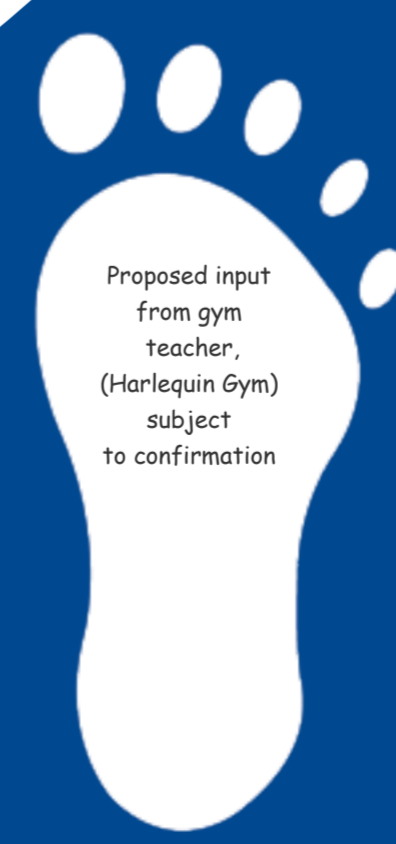 Proposed input
from gym
teacher,
(Harlequin Gym)
subject
to confirmation